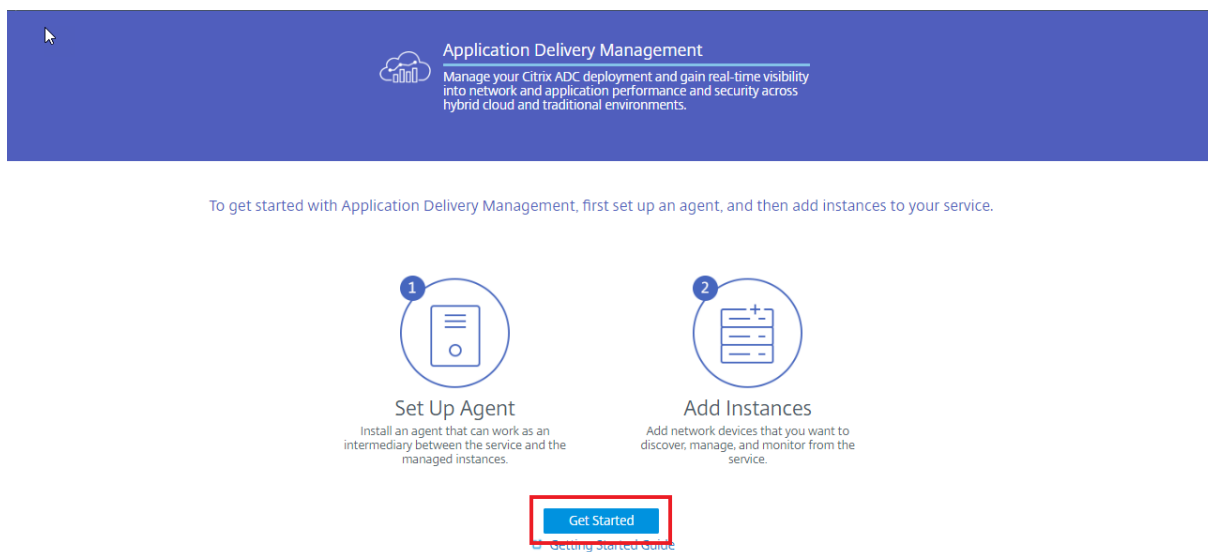 Application Delivery Management
Manage your Citrix ADC deployment and gain real-time visibility
into network and application performance and security across
hybrid cloud and traditional environments.
To get started with Application Delivery Management, first set up an agent, and then add instances to your service.
1
Set Up Agent
Install an agent that can work as an
intermediary between the service and the
managed instances.
2
Add Instances
Add network devices that you want to
discover, manage, and monitor from the
service.
Get Started
Getting Started Guide